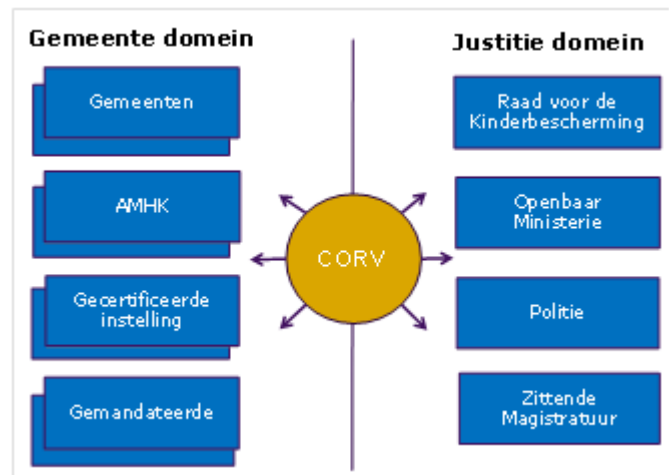 Gemeente domein
Gemeenten
AMHK
Gecertificeerde
instelling
Gemandateerde
CORV
Justitie domein
Raad voor de
Kinderbescherming
Openbaar
Ministerie
Politie
Zittende
Magistratuur